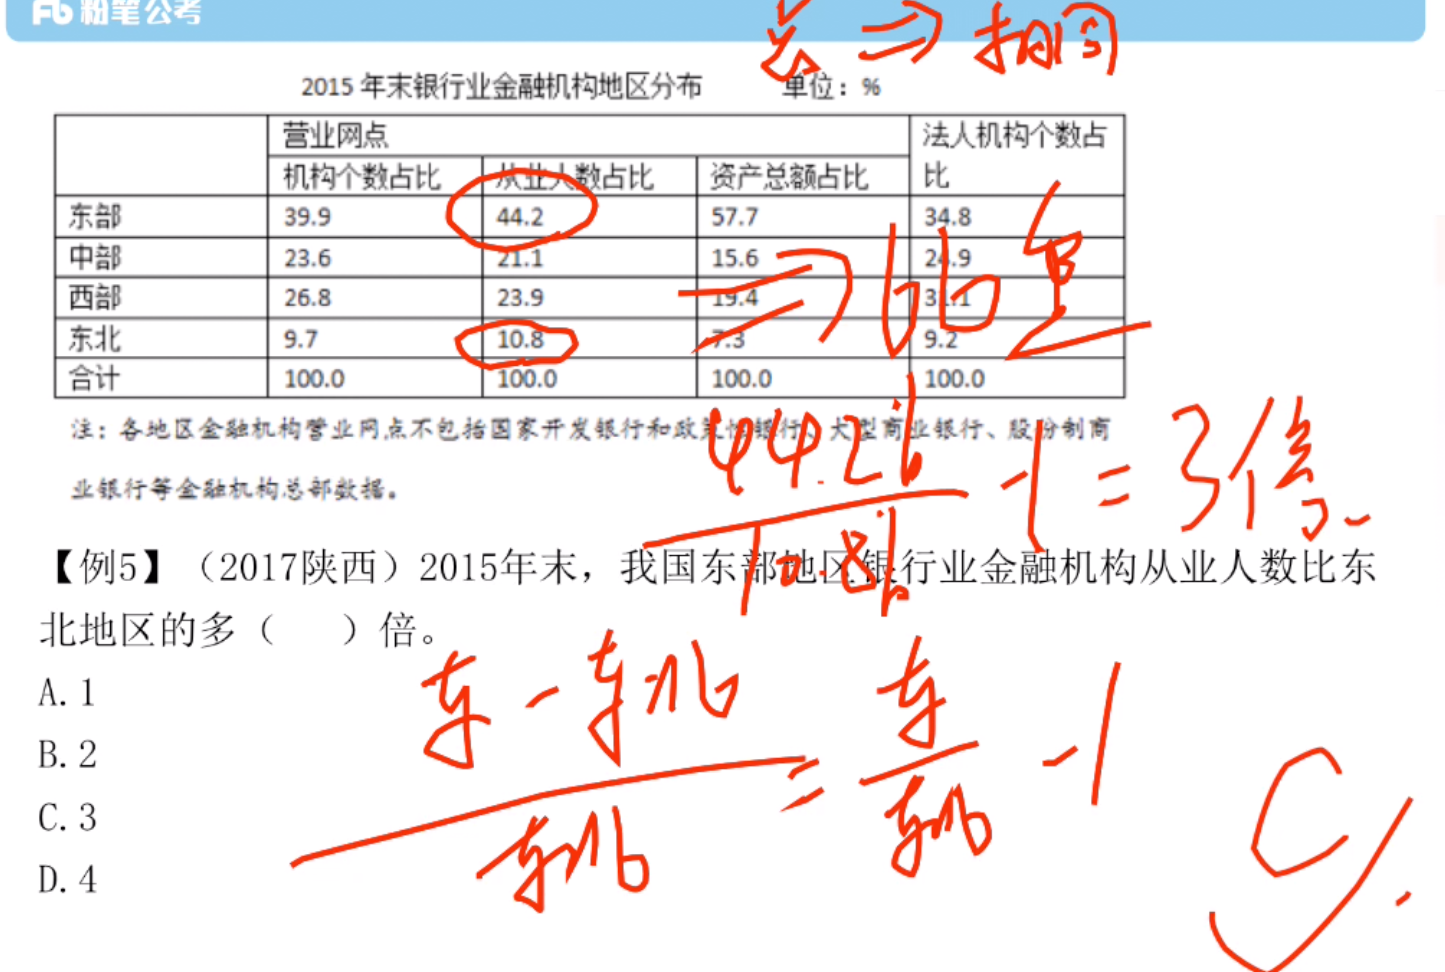 粉笔公考
总 ⇒ 相同
2015 年末银行业金融机构地区分布 单位：%
营业网点 法人机构个数占比
机构个数占比 从业人数占比 资产总额占比
东部 39.9 44.2 57.7 34.8
中部 23.6 21.1 15.6 24.9
西部 26.8 23.9 19.4 31.1
东北 9.7 10.8 7.3 9.2
合计 100.0 100.0 100.0 100.0
⇒ 比重
注：各地区金融机构营业网点不包括国家开发银行和政策性银行、大型商业银行、股份制商
业银行等金融机构总部数据。
44.2% / 10.8% - 1 = 3倍.
【例5】（2017陕西）2015年末，我国东部地区银行业金融机构从业人数比东
北地区的多（ ）倍。
A.1
B.2
C.3
D.4
东 - 东北 / 东北 = 东 / 东北 - 1
C